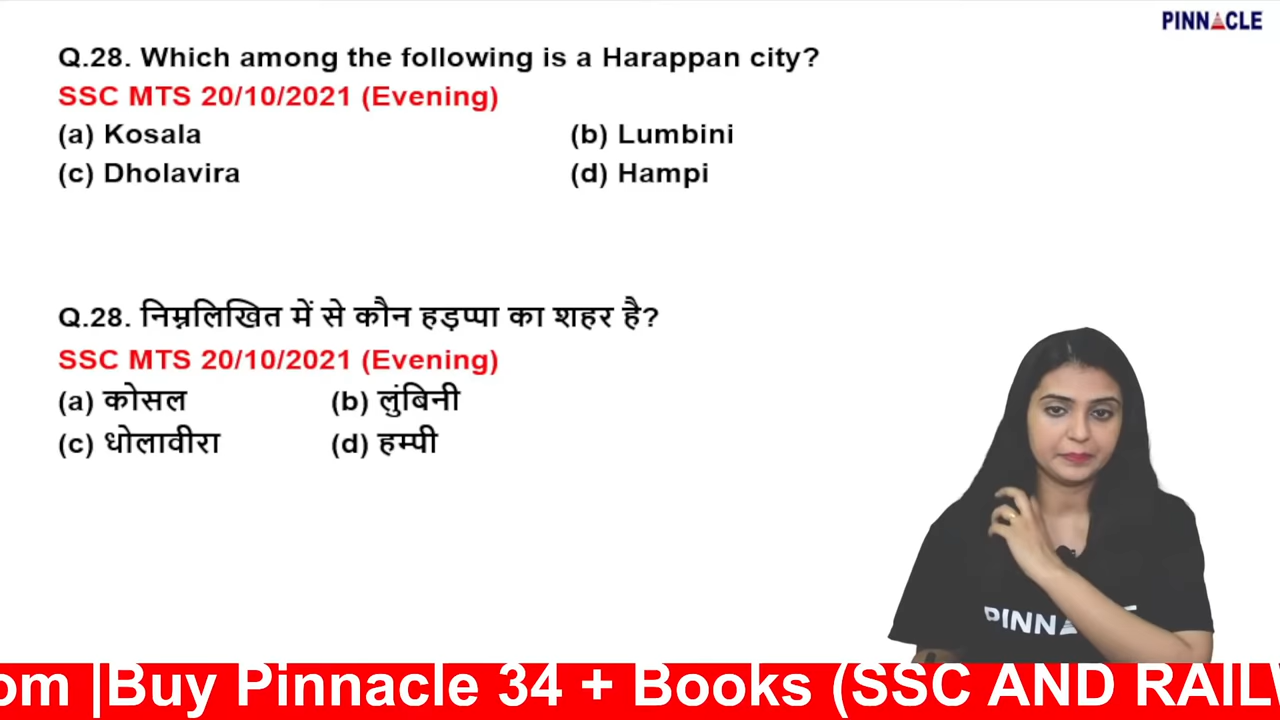 PINNACLE
Q.28. Which among the following is a Harappan city?
SSC MTS 20/10/2021 (Evening)
(a) Kosala (b) Lumbini
(c) Dholavira (d) Hampi
Q.28. निम्नलिखित में से कौन हड़प्पा का शहर है?
SSC MTS 20/10/2021 (Evening)
(a) कोसल (b) लुंबिनी
(c) धोलावीरा (d) हम्पी
PINNA
om |Buy Pinnacle 34 + Books (SSC AND RAILW